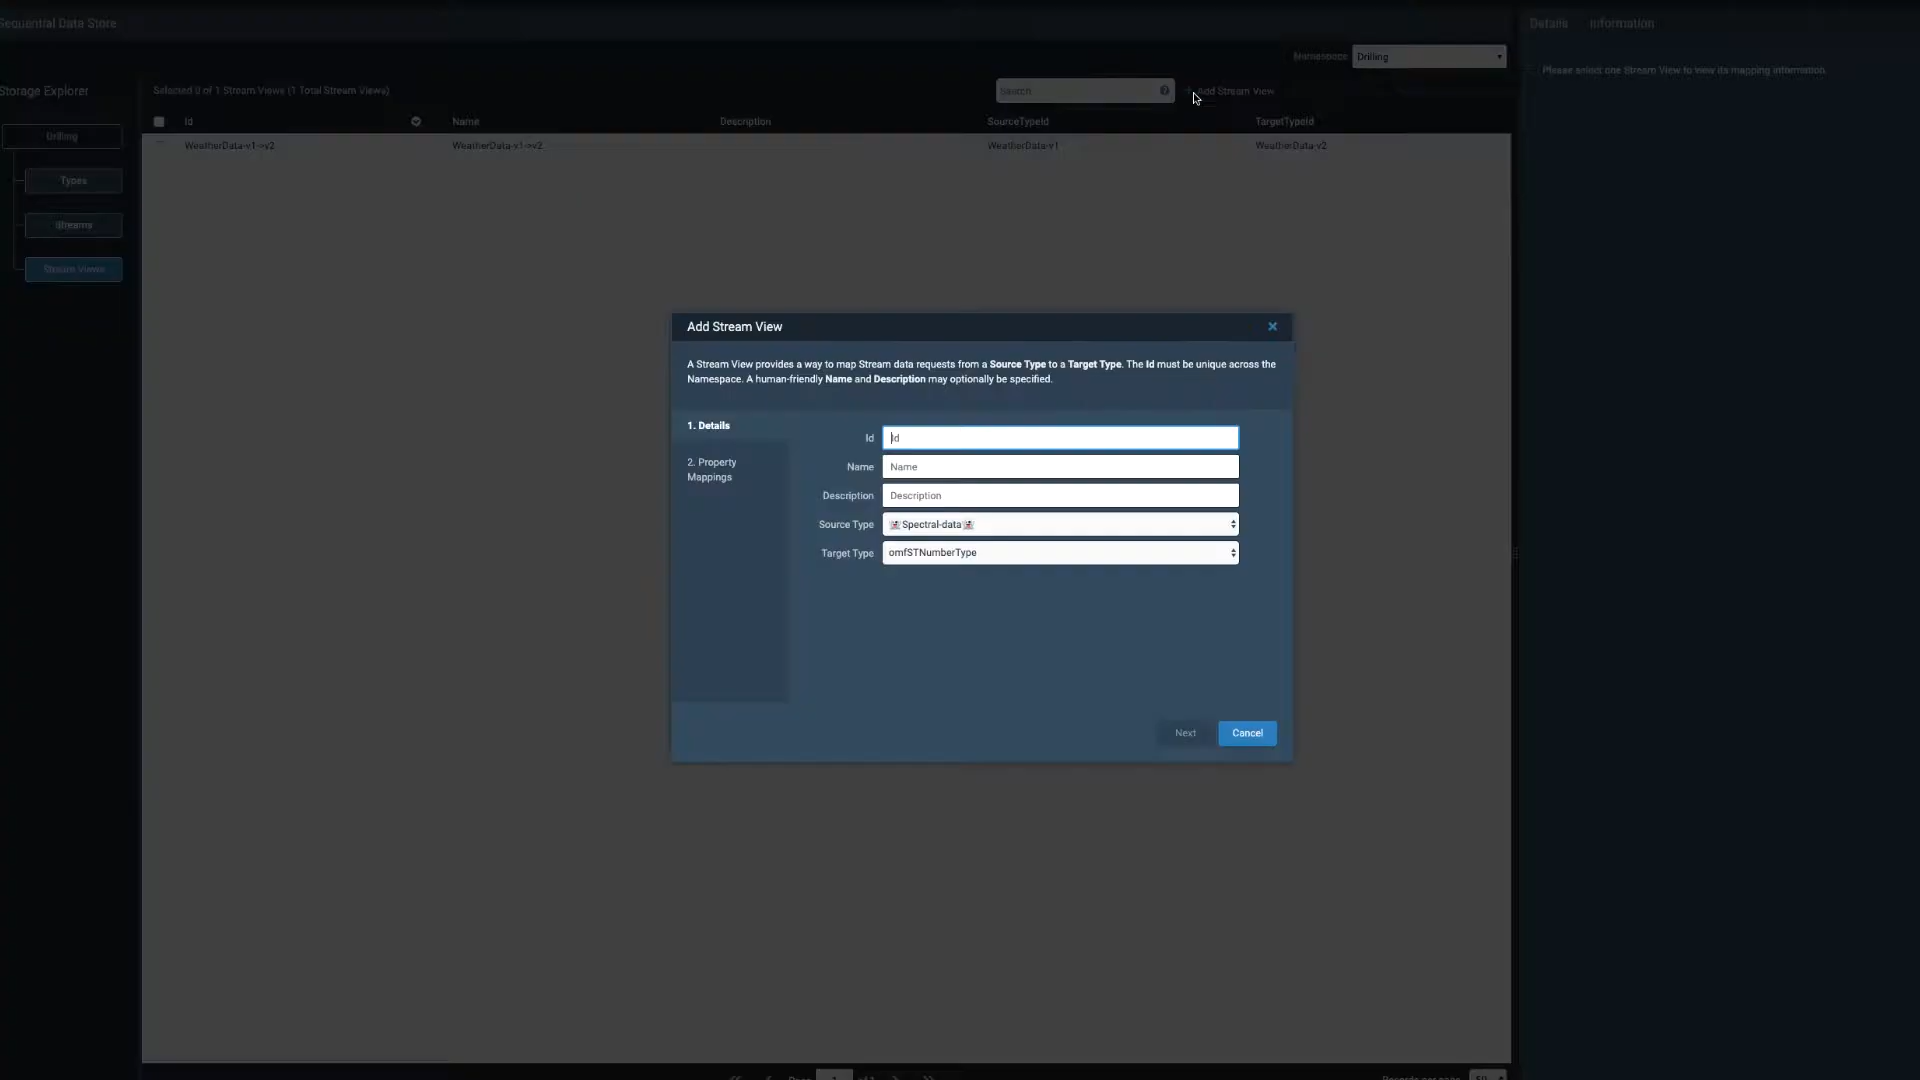 Sequential Data Store
Details Information
Namespace Drilling
Please select one Stream View to view its mapping information
Storage Explorer
Selected 0 of 1 Stream Views (1 Total Stream Views)
Search
+ Add Stream View
Id Name Description SourceTypeId TargetTypeId
Drilling
WeatherData-v1->v2 WeatherData-v1->v2 WeatherData-v1 WeatherData-v2
Types
Streams
Stream Views
Add Stream View
A Stream View provides a way to map Stream data requests from a Source Type to a Target Type. The Id must be unique across the
Namespace. A human-friendly Name and Description may optionally be specified.
1. Details
Id Id
2. Property
Mappings
Name Name
Description Description
Source Type Spectral-data
Target Type omfSTNumberType
Next Cancel